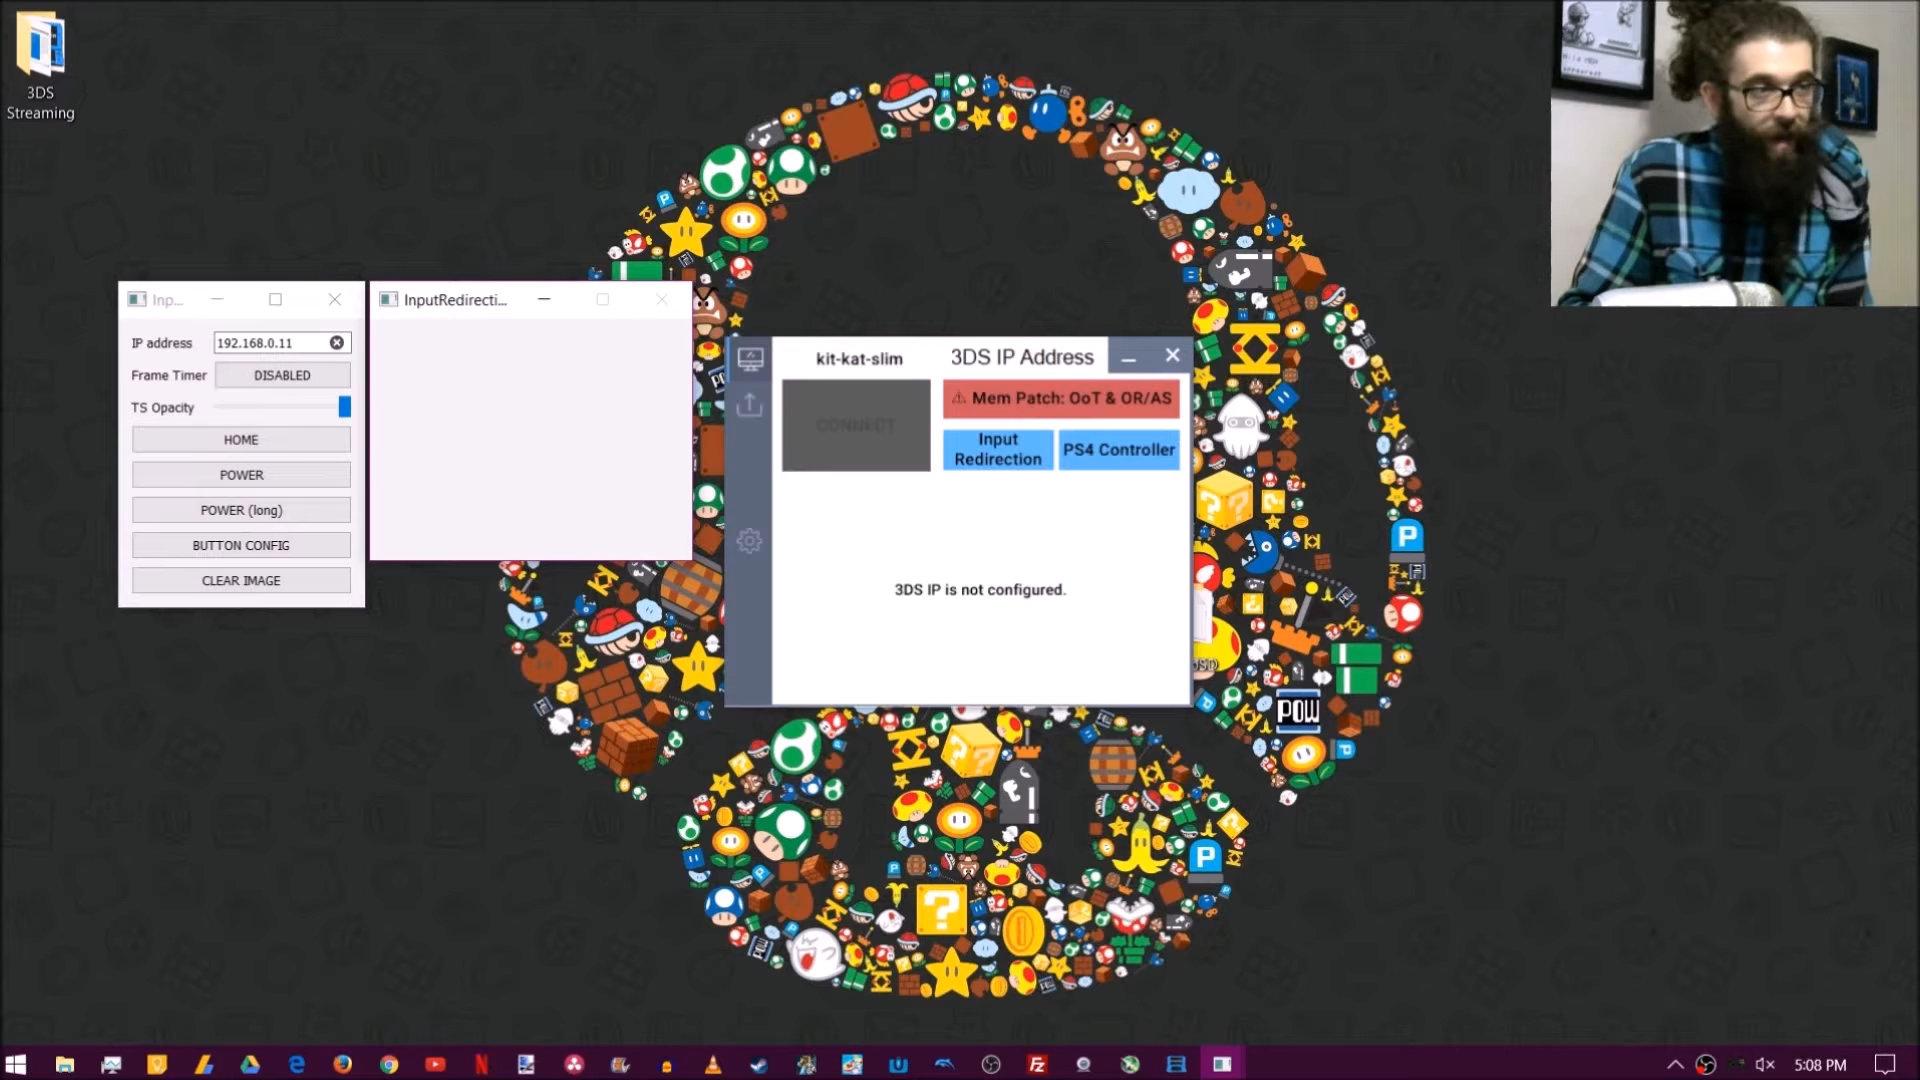 3DS
Streaming
Inp...
IP address
192.168.0.11
Frame Timer
DISABLED
TS Opacity
HOME
POWER
POWER (long)
BUTTON CONFIG
CLEAR IMAGE
InputRedirecti...
kit-kat-slim
3DS IP Address
CONNECT
⚠ Mem Patch: OoT & OR/AS
Input
Redirection
PS4 Controller
3DS IP is not configured.
P
POW
P
5:08 PM